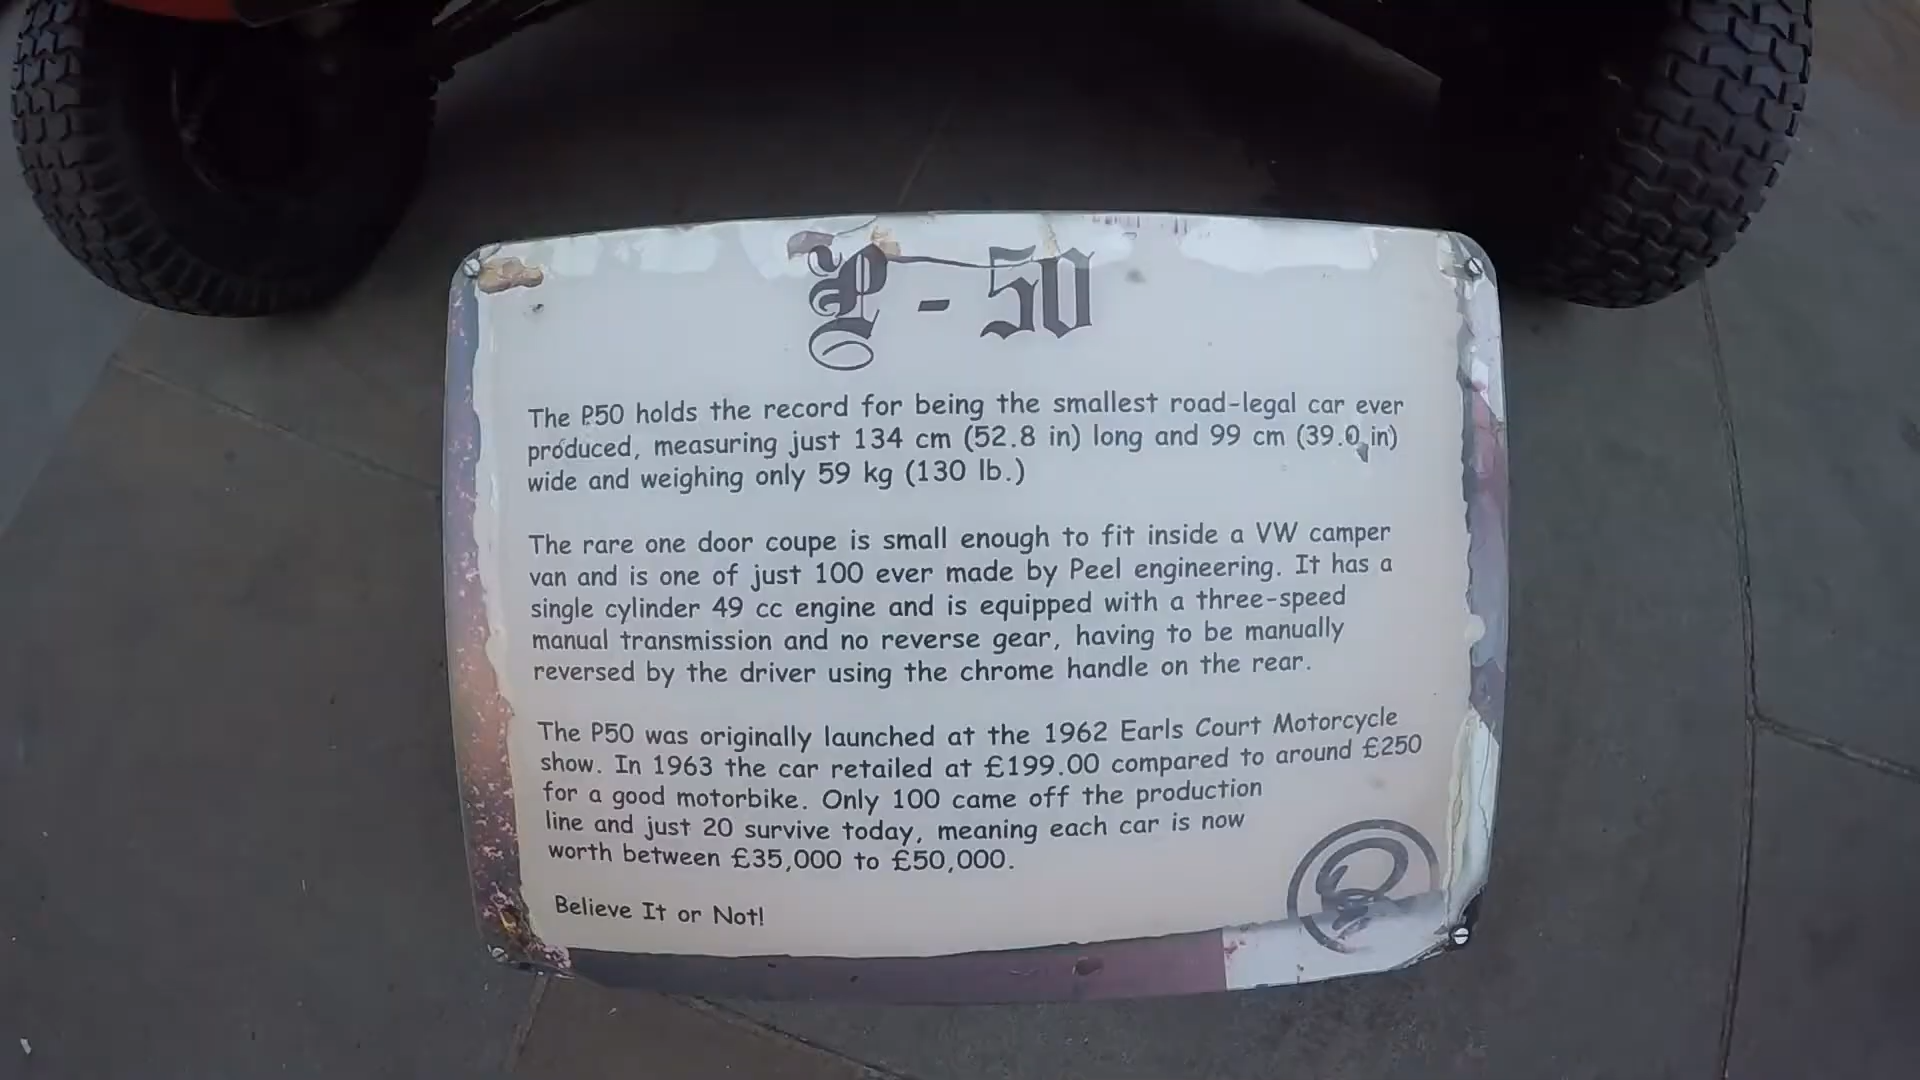 P - 50
The P.50 holds the record for being the smallest road-legal car ever
produced, measuring just 134 cm (52.8 in) long and 99 cm (39.0 in)
wide and weighing only 59 kg (130 lb.)
The rare one door coupe is small enough to fit inside a VW camper
van and is one of just 100 ever made by Peel engineering. It has a
single cylinder 49 cc engine and is equipped with a three-speed
manual transmission and no reverse gear, having to be manually
reversed by the driver using the chrome handle on the rear.
The P50 was originally launched at the 1962 Earls Court Motorcycle
show. In 1963 the car retailed at £199.00 compared to around £250
for a good motorbike. Only 100 came off the production
line and just 20 survive today, meaning each car is now
worth between £35,000 to £50,000.
Believe It or Not!
R